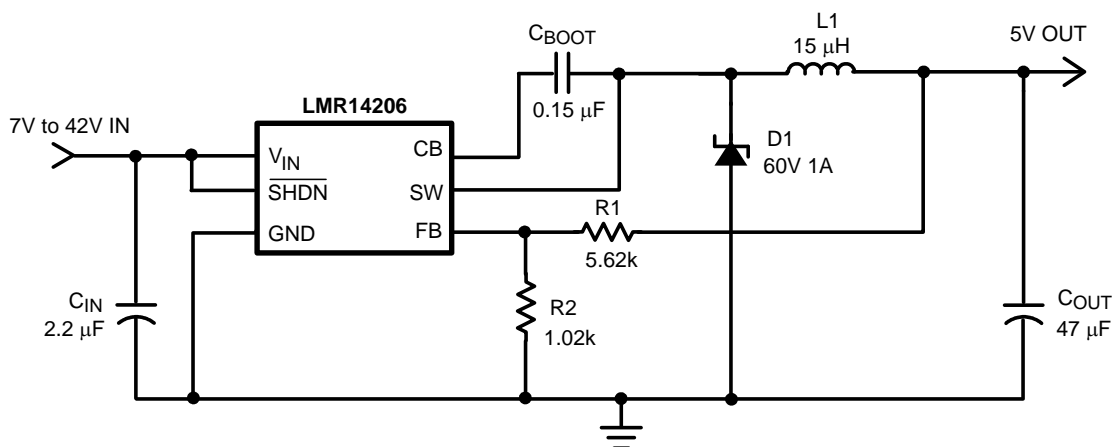 L1
15 μH
5V OUT
CBOOT
0.15 μF
LMR14206
7V to 42V IN
VIN
SHDN
GND
CB
SW
FB
D1
60V 1A
R1
5.62k
R2
1.02k
CIN
2.2 μF
COUT
47 μF